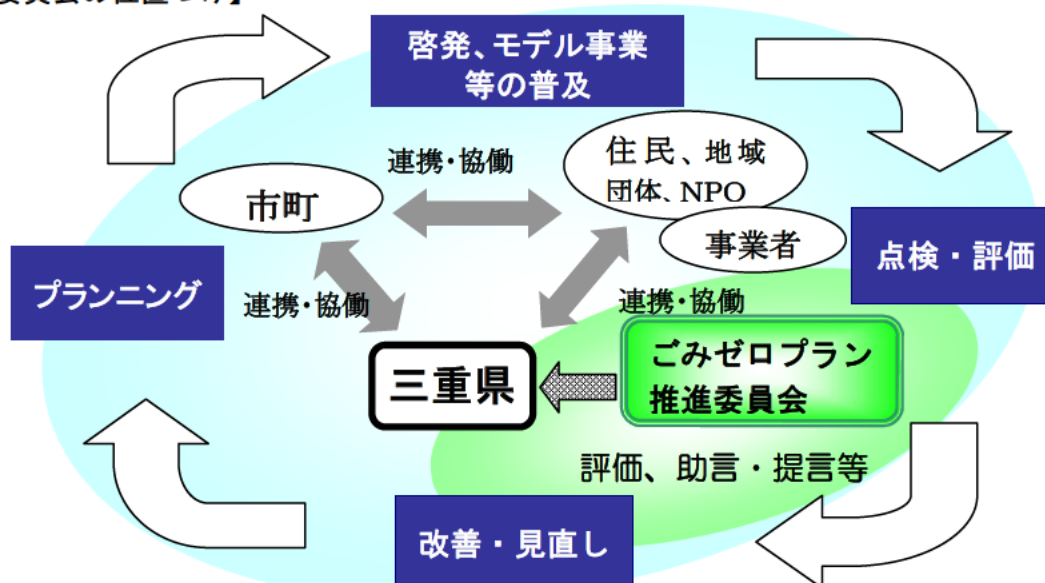 啓発、モデル事業
等の普及
連携・協働
住民、地域
団体、NPO
市町
事業者
点検・評価
プランニング
連携・協働
連携・協働
ごみゼロプラン
推進委員会
三重県
評価、助言・提言等
改善・見直し